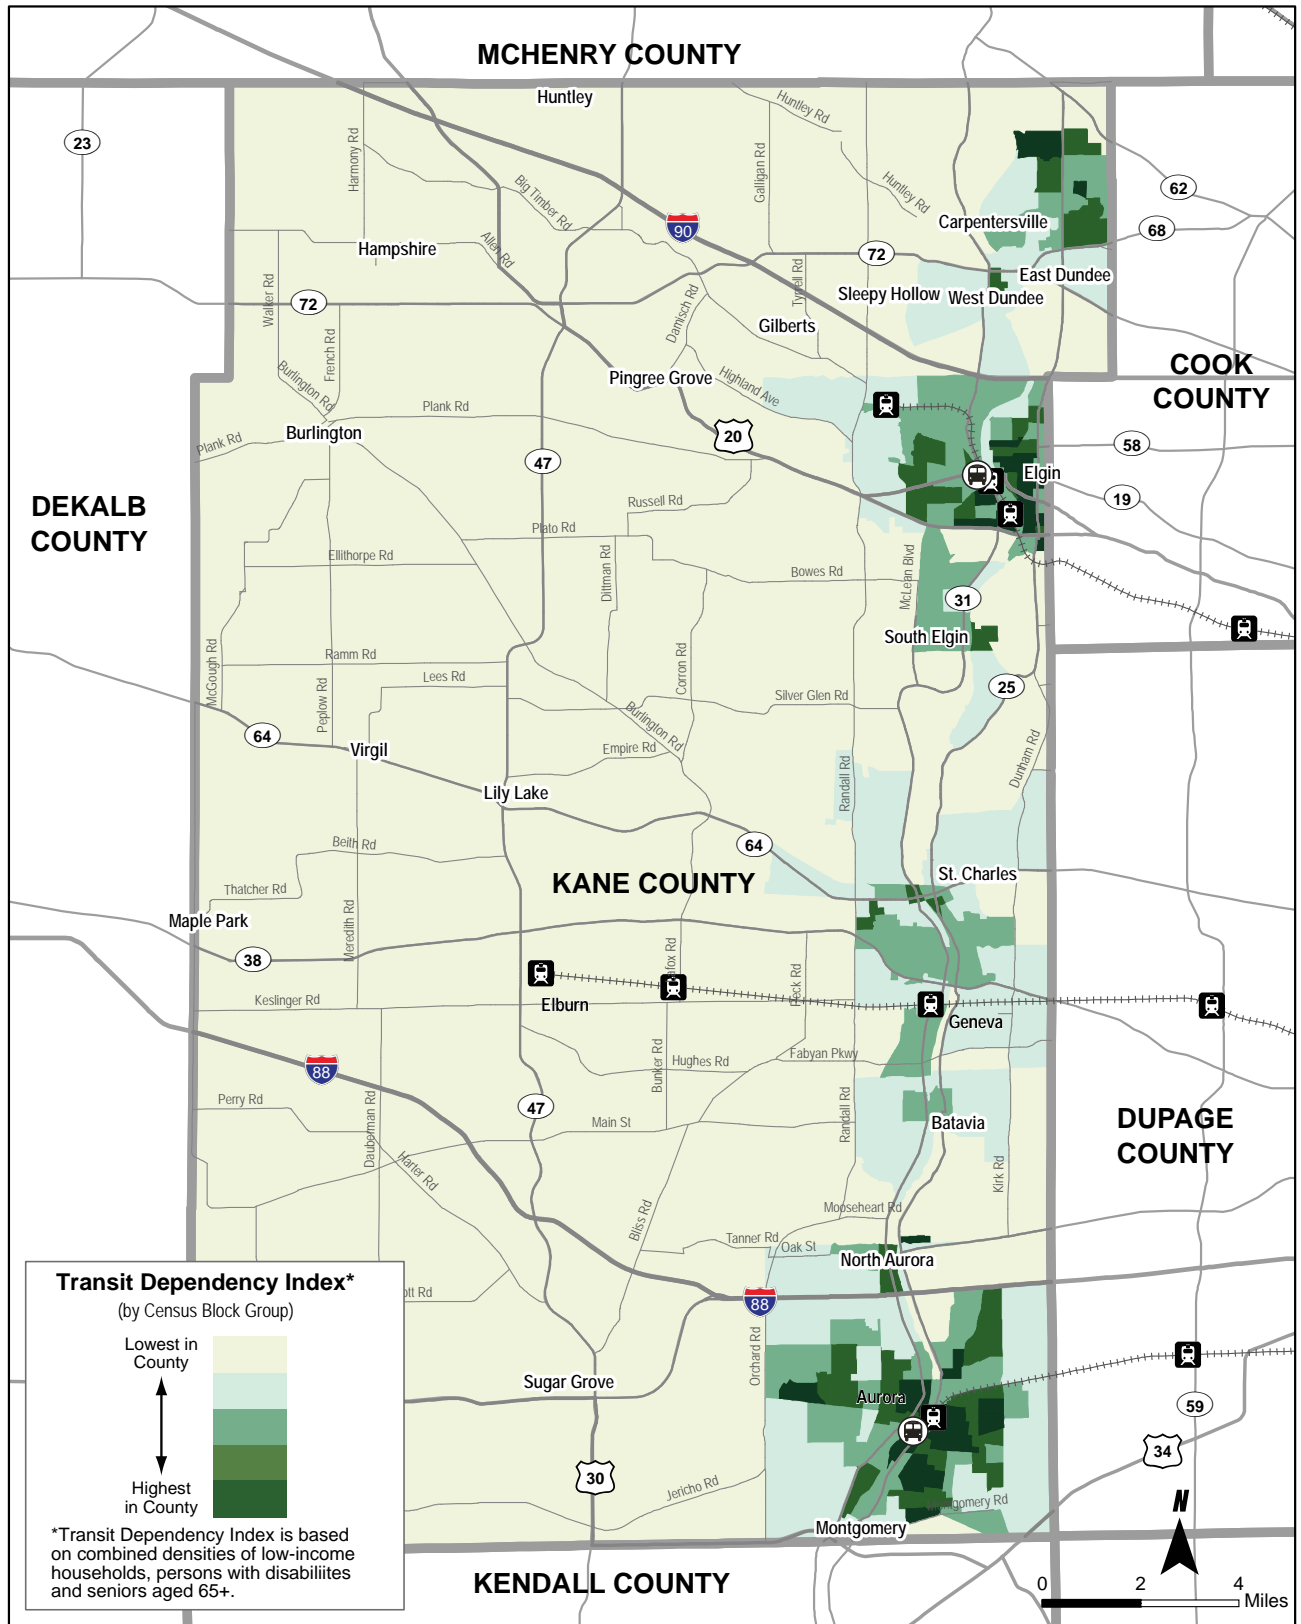 MCHENRY COUNTY
Huntley
Huntley Rd
23
Harmony Rd
Galligan Rd
Big Timber Rd
Huntley Rd
62
Carpentersville
68
90
Allen Rd
Hampshire
72
East Dundee
Walker Rd
Tyrrell Rd
Sleepy Hollow
West Dundee
72
Damisch Rd
Gilberts
French Rd
COOK
COUNTY
Burlington Rd
Pingree Grove
Highland Ave
Plank Rd
Burlington
20
Plank Rd
58
47
Elgin
DEKALB
COUNTY
Russell Rd
19
Plato Rd
Ellithorpe Rd
Dittman Rd
Bowes Rd
McLean Blvd
31
South Elgin
McGough Rd
Ramm Rd
Corron Rd
Lees Rd
Peplow Rd
Silver Glen Rd
25
Burlington Rd
64
Virgil
Empire Rd
Dunham Rd
Randall Rd
Lily Lake
Beith Rd
64
KANE COUNTY
St. Charles
Thatcher Rd
Maple Park
Meredith Rd
38
afox Rd
Peck Rd
Keslinger Rd
Elburn
Geneva
Fabyan Pkwy
Hughes Rd
Bunker Rd
88
Perry Rd
47
Randall Rd
Main St
Batavia
DUPAGE
COUNTY
Dauberman Rd
Harter Rd
Kirk Rd
Bliss Rd
Mooseheart Rd
Tanner Rd
Oak St
North Aurora
ott Rd
88
Orchard Rd
Sugar Grove
Aurora
59
34
30
Jericho Rd
Montgomery Rd
Montgomery
KENDALL COUNTY
Transit Dependency Index*
(by Census Block Group)
Lowest in
County
Highest
in County
*Transit Dependency Index is based
on combined densities of low-income
households, persons with disabiliites
and seniors aged 65+.
N
0 2 4
Miles